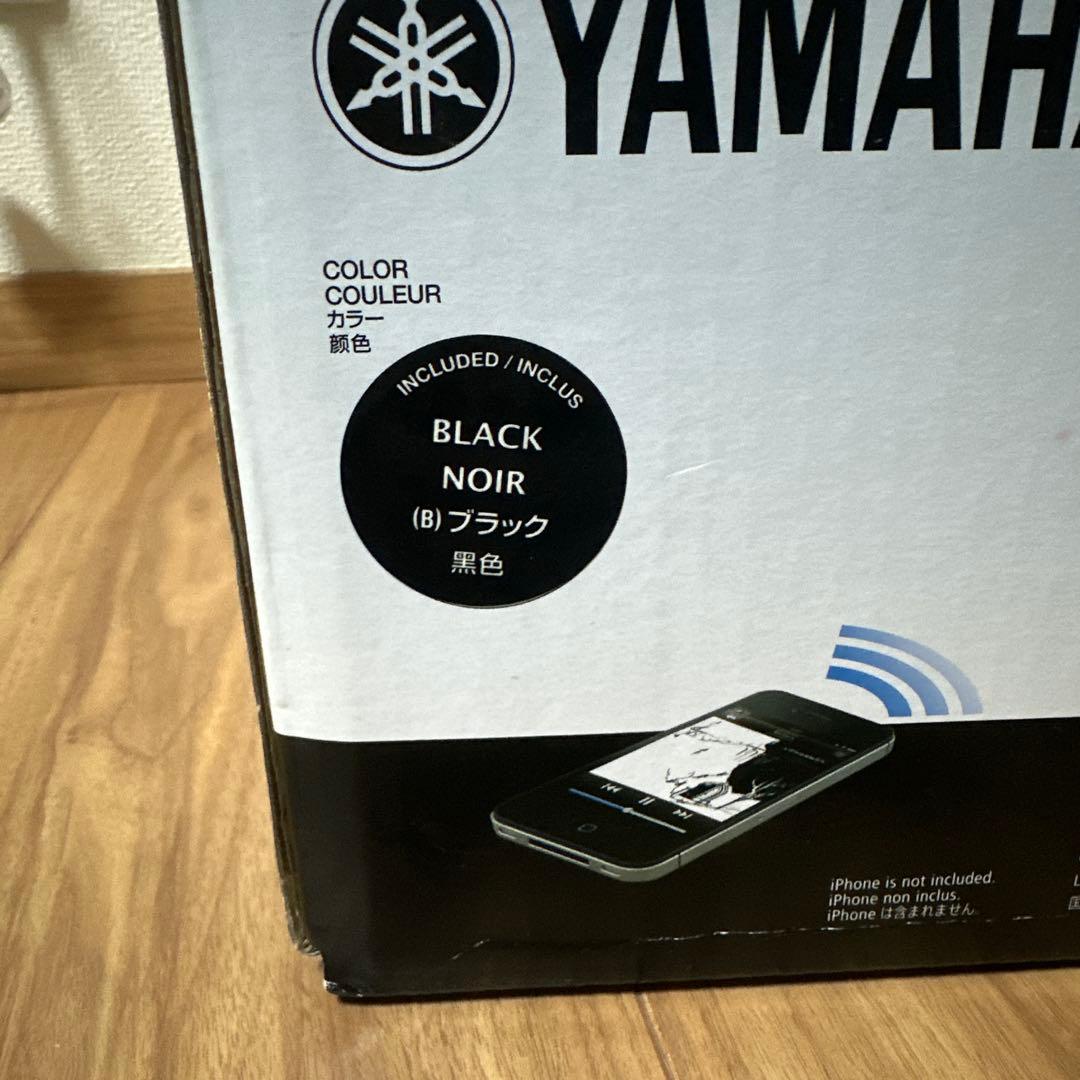 YAMAHA
COLOR
COULEUR
カラー
颜色
INCLUDED / INCLUS
BLACK
NOIR
(B) ブラック
黑色
iPhone is not included.
iPhone non inclus.
iPhone は含まれません。